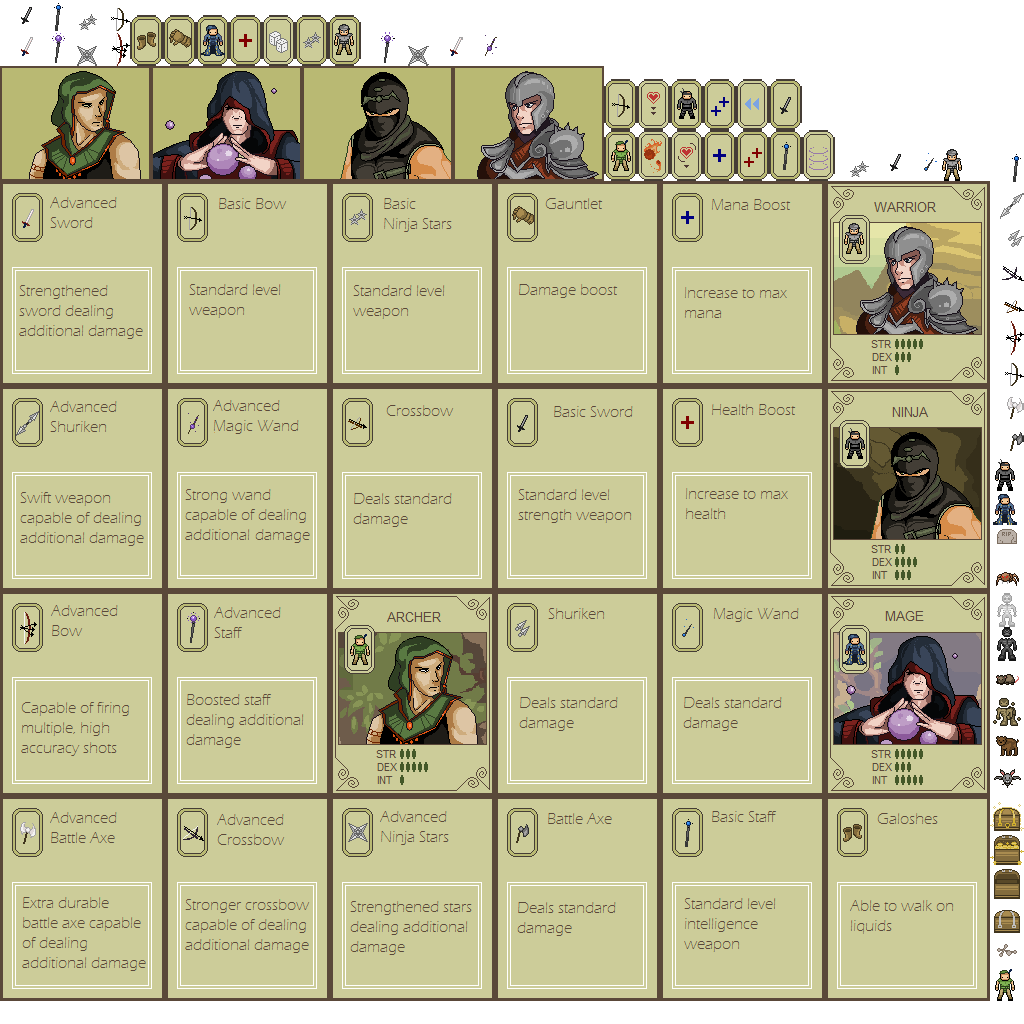 Advanced
Sword
Strengthened
sword dealing
additional damage
Basic Bow
Standard level
weapon
Basic
Ninja Stars
Standard level
weapon
Gauntlet
Damage boost
Mana Boost
Increase to max
mana
WARRIOR
STR
DEX
INT
Advanced
Shuriken
Swift weapon
capable of dealing
additional damage
Advanced
Magic Wand
Strong wand
capable of dealing
additional damage
Crossbow
Deals standard
damage
Basic Sword
Standard level
strength weapon
Health Boost
Increase to max
health
NINJA
STR
DEX
INT
RIP
Advanced
Bow
Capable of firing
multiple, high
accuracy shots
Advanced
Staff
Boosted staff
dealing additional
damage
ARCHER
STR
DEX
INT
Shuriken
Deals standard
damage
Magic Wand
Deals standard
damage
MAGE
STR
DEX
INT
Advanced
Battle Axe
Extra durable
battle axe capable
of dealing
additional damage
Advanced
Crossbow
Stronger crossbow
capable of dealing
additional damage
Advanced
Ninja Stars
Strengthened stars
dealing additional
damage
Battle Axe
Deals standard
damage
Basic Staff
Standard level
intelligence
weapon
Galoshes
Able to walk on
liquids